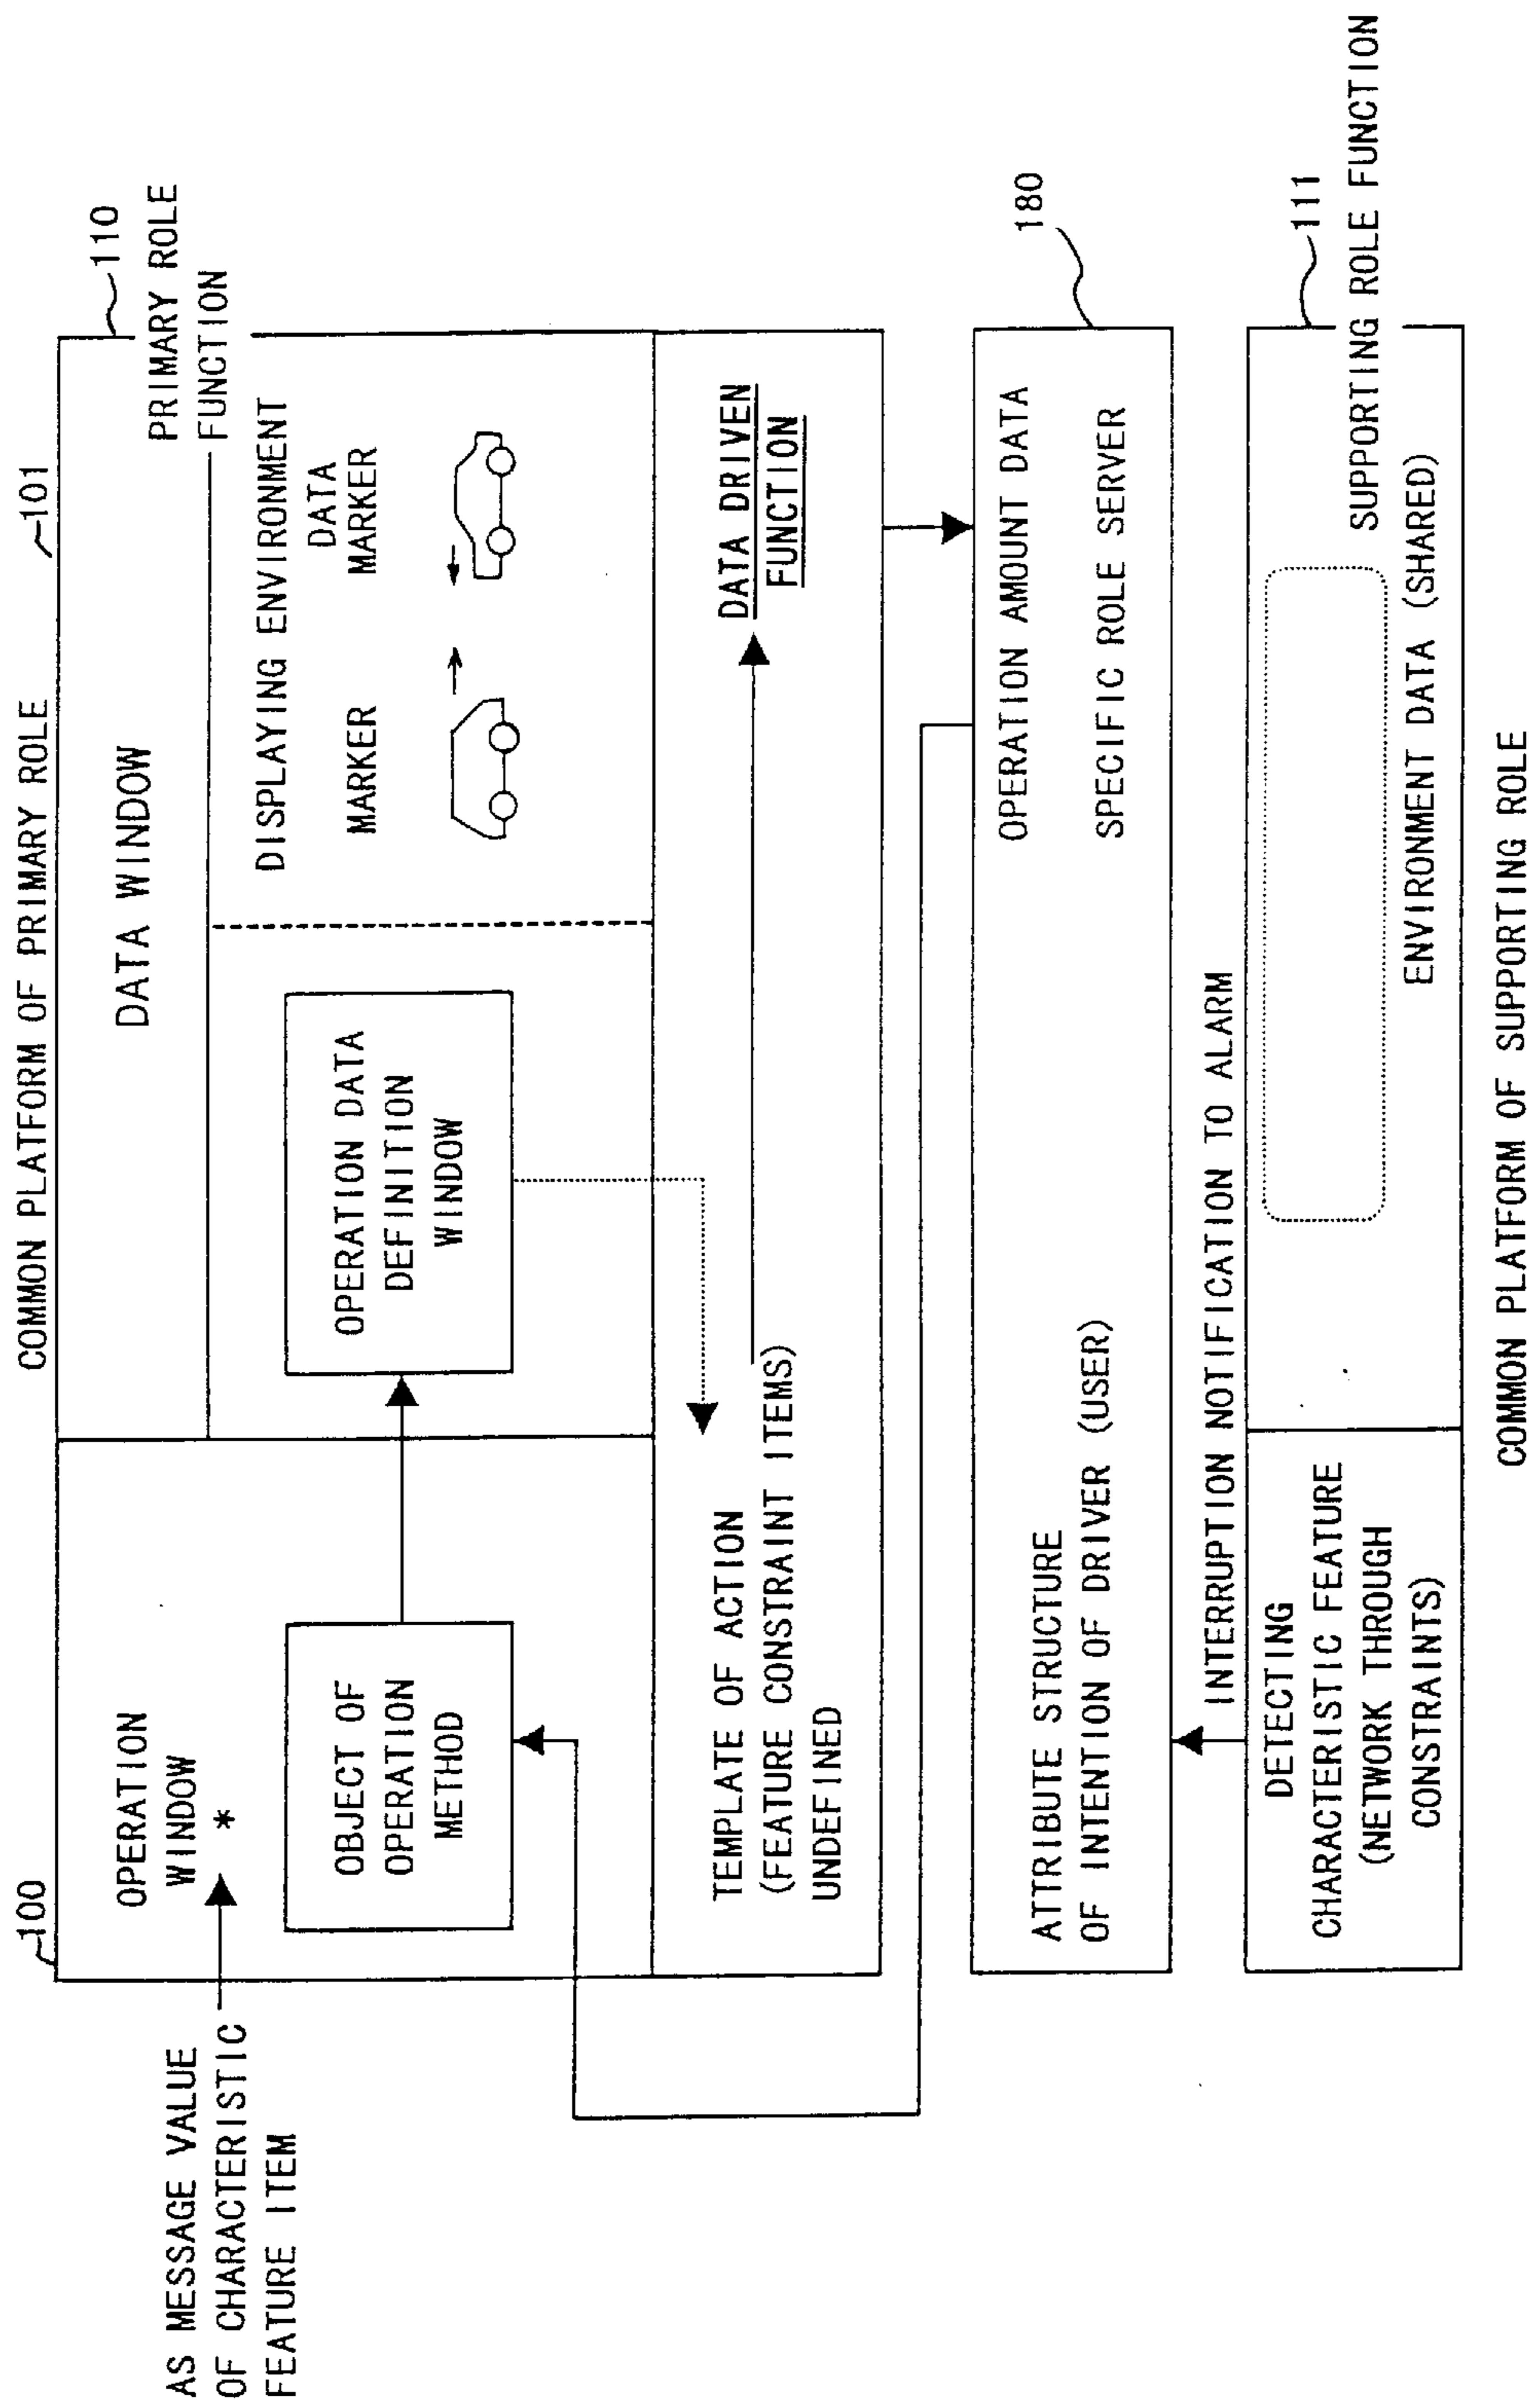 COMMON PLATFORM OF PRIMARY ROLE
100
101
110
PRIMARY ROLE
FUNCTION
AS MESSAGE VALUE
OF CHARACTERISTIC
FEATURE ITEM
OPERATION
WINDOW
*
DATA WINDOW
OBJECT OF
OPERATION
METHOD
OPERATION DATA
DEFINITION
WINDOW
DISPLAYING ENVIRONMENT
DATA
MARKER
MARKER
TEMPLATE OF ACTION
(FEATURE CONSTRAINT ITEMS)
UNDEFINED
DATA DRIVEN
FUNCTION
180
ATTRIBUTE STRUCTURE
OF INTENTION OF DRIVER (USER)
OPERATION AMOUNT DATA
SPECIFIC ROLE SERVER
INTERRUPTION NOTIFICATION TO ALARM
111
DETECTING
CHARACTERISTIC FEATURE
(NETWORK THROUGH
CONSTRAINTS)
SUPPORTING ROLE FUNCTION
ENVIRONMENT DATA (SHARED)
COMMON PLATFORM OF SUPPORTING ROLE